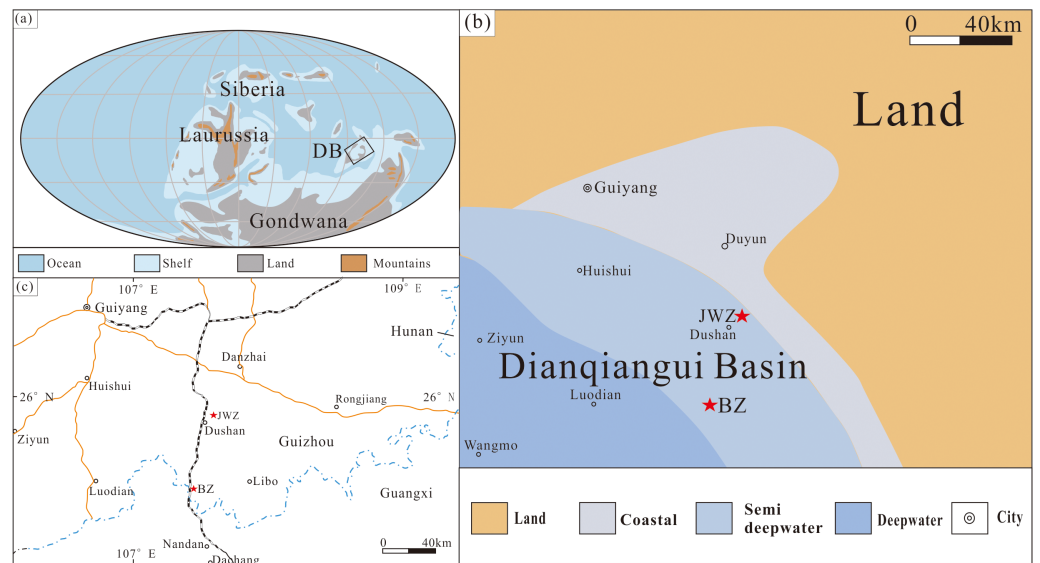 (a)
Siberia
Laurussia
DB
Gondwana
Ocean
Shelf
Land
Mountains
(b)
0 40km
Land
Guiyang
Duyun
Huishui
JWZ
Dushan
Ziyun
Dianqiangui Basin
Luodian
BZ
Wangmo
Land
Coastal
Semi
deepwater
Deepwater
City
(c)
107° E
109° E
Guiyang
Hunan
Danzhai
Huishui
26° N
Rongjiang
26° N
JWZ
Dushan
Ziyun
Guizhou
Luodian
BZ
Libo
Guangxi
Nandan
0 40km
107° E
Dachang